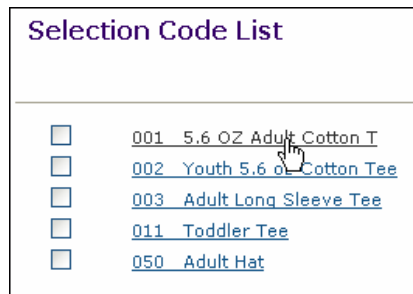 Selection Code List
001 5.6 OZ Adult Cotton T
002 Youth 5.6 oz Cotton Tee
003 Adult Long Sleeve Tee
011 Toddler Tee
050 Adult Hat